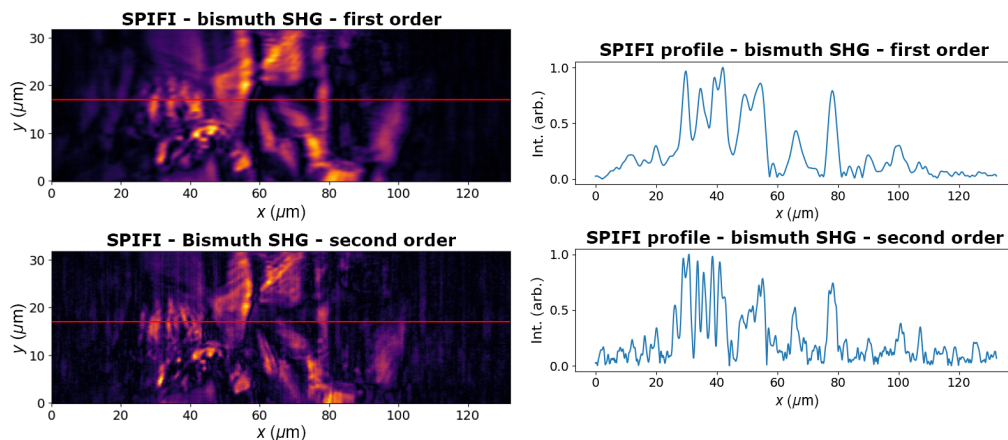 SPIFI - bismuth SHG - first order
30
20
10
0
y (μm)
0 20 40 60 80 100 120
x (μm)
SPIFI profile - bismuth SHG - first order
1.0
0.5
0.0
Int. (arb.)
0 20 40 60 80 100 120
x (μm)
SPIFI - Bismuth SHG - second order
30
20
10
0
y (μm)
0 20 40 60 80 100 120
x (μm)
SPIFI profile - bismuth SHG - second order
1.0
0.5
0.0
Int. (arb.)
0 20 40 60 80 100 120
x (μm)